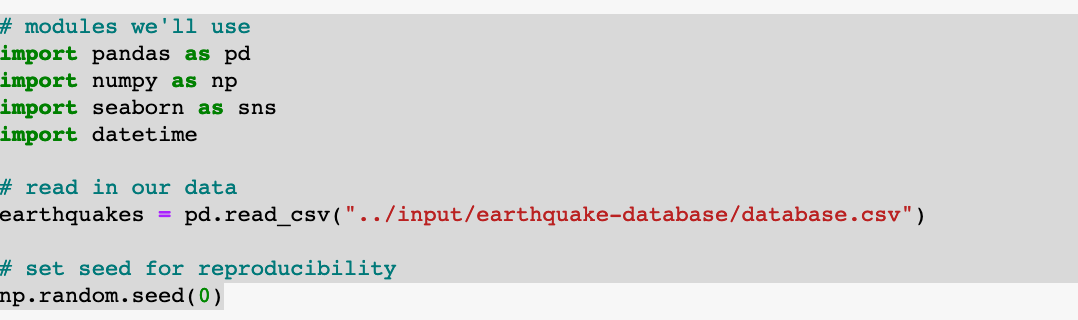 # modules we'll use
import pandas as pd
import numpy as np
import seaborn as sns
import datetime
# read in our data
earthquakes = pd.read_csv("../input/earthquake-database/database.csv")
# set seed for reproducibility
np.random.seed(0)